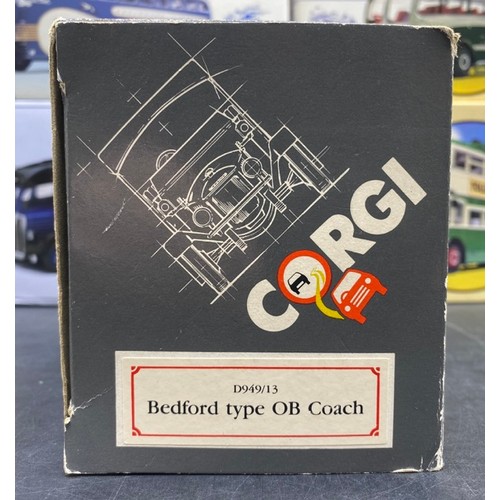 CORGI
D949/13
Bedford type OB Coach